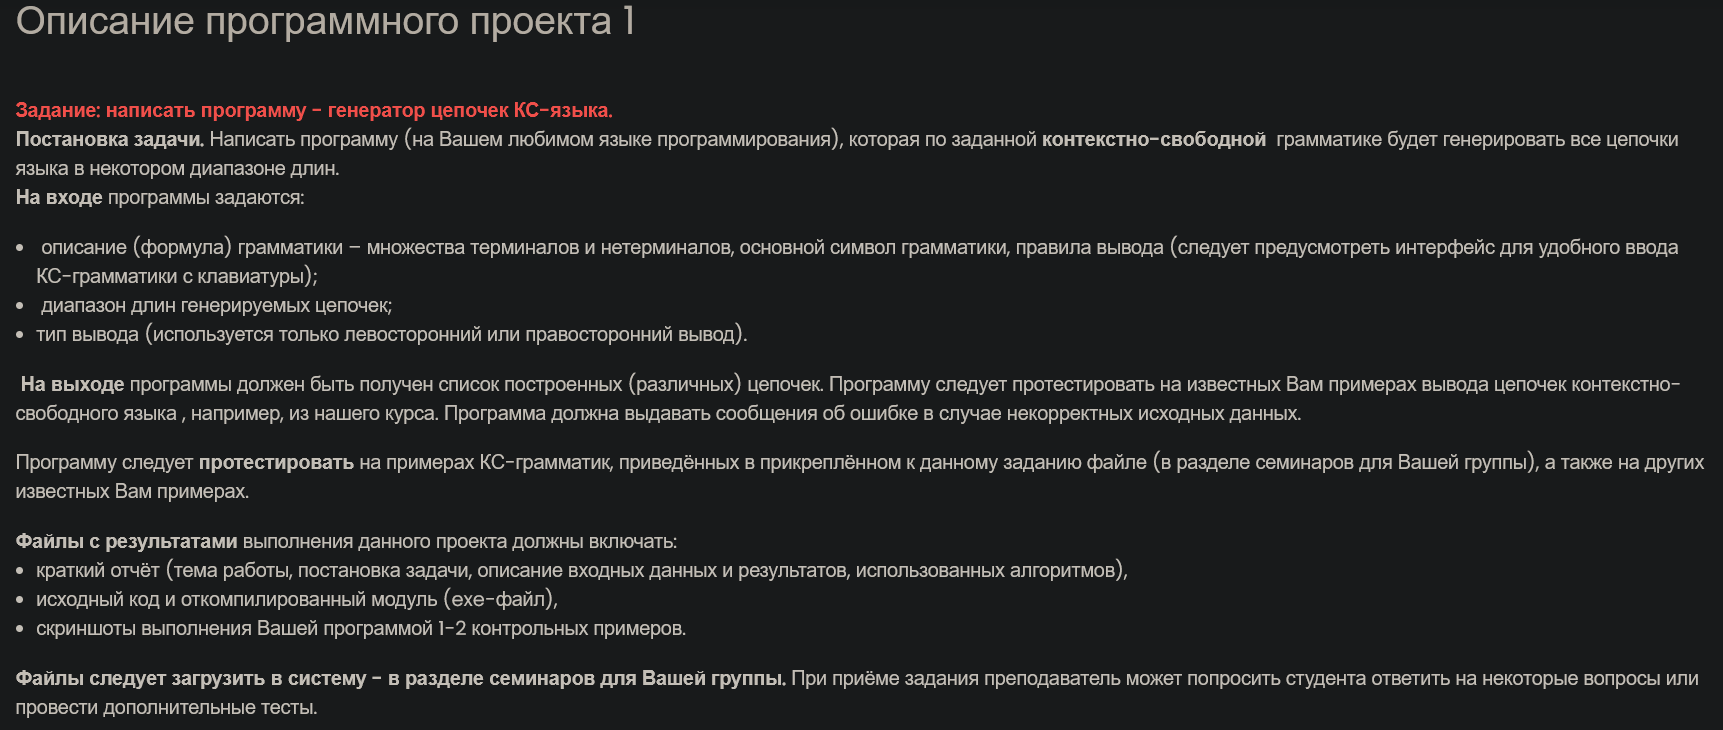 Описание программного проекта 1
Задание: написать программу - генератор цепочек КС-языка.
Постановка задачи. Написать программу (на Вашем любимом языке программирования), которая по заданной контекстно-свободной грамматике будет генерировать все цепочки
языка в некотором диапазоне длин.
На входе программы задаются:
• описание (формула) грамматики – множества терминалов и нетерминалов, основной символ грамматики, правила вывода (следует предусмотреть интерфейс для удобного ввода
КС-грамматики с клавиатуры);
• диапазон длин генерируемых цепочек;
• тип вывода (используется только левосторонний или правосторонний вывод).
На выходе программы должен быть получен список построенных (различных) цепочек. Программу следует протестировать на известных Вам примерах вывода цепочек контекстно-
свободного языка , например, из нашего курса. Программа должна выдавать сообщения об ошибке в случае некорректных исходных данных.
Программу следует протестировать на примерах КС-грамматик, приведённых в прикреплённом к данному заданию файле (в разделе семинаров для Вашей группы), а также на других
известных Вам примерах.
Файлы с результатами выполнения данного проекта должны включать:
• краткий отчёт (тема работы, постановка задачи, описание входных данных и результатов, использованных алгоритмов),
• исходный код и откомпилированный модуль (exe-файл),
• скриншоты выполнения Вашей программой 1-2 контрольных примеров.
Файлы следует загрузить в систему - в разделе семинаров для Вашей группы. При приёме задания преподаватель может попросить студента ответить на некоторые вопросы или
провести дополнительные тесты.